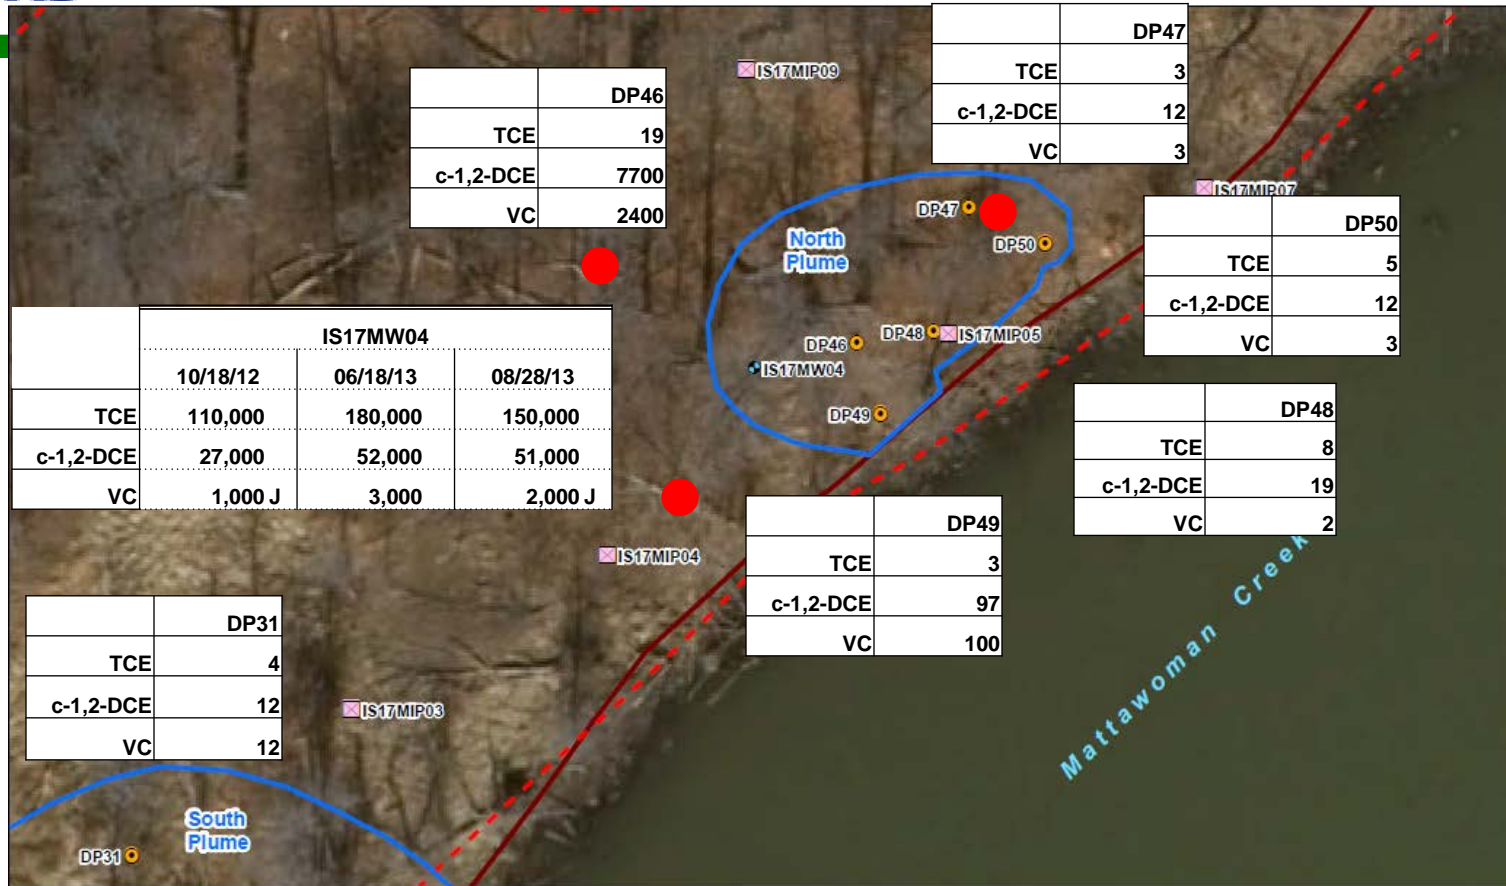 IS17MIP09
DP46
TCE 19
c-1,2-DCE 7700
VC 2400
DP47
TCE 3
c-1,2-DCE 12
VC 3
IS17MIP07
DP47
DP50
North
Plume
DP50
TCE 5
c-1,2-DCE 12
VC 3
IS17MW04
10/18/12 06/18/13 08/28/13
TCE 110,000 180,000 150,000
c-1,2-DCE 27,000 52,000 51,000
VC 1,000 J 3,000 2,000 J
DP46
DP48
IS17MIP05
IS17MW04
DP49
DP48
TCE 8
c-1,2-DCE 19
VC 2
DP49
TCE 3
c-1,2-DCE 97
VC 100
IS17MIP04
Mattawoman Creek
DP31
TCE 4
c-1,2-DCE 12
VC 12
IS17MIP03
South
Plume
DP31